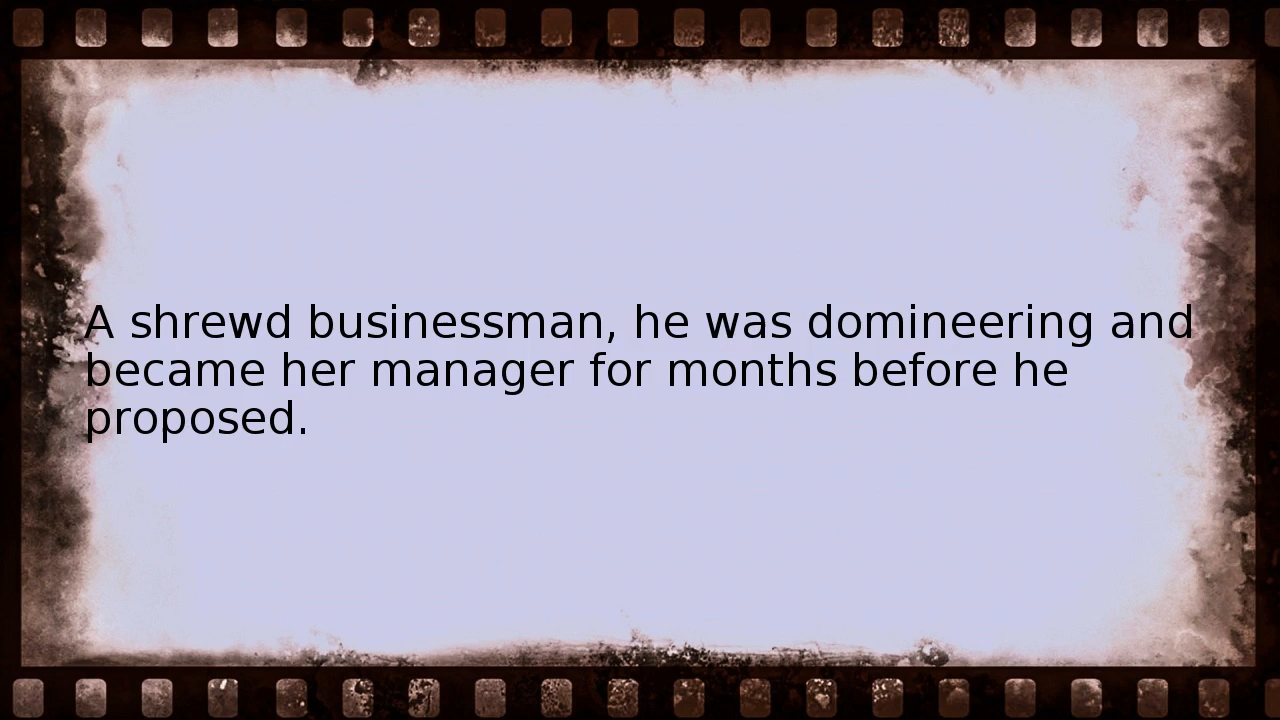 A shrewd businessman, he was domineering and
became her manager for months before he
proposed.